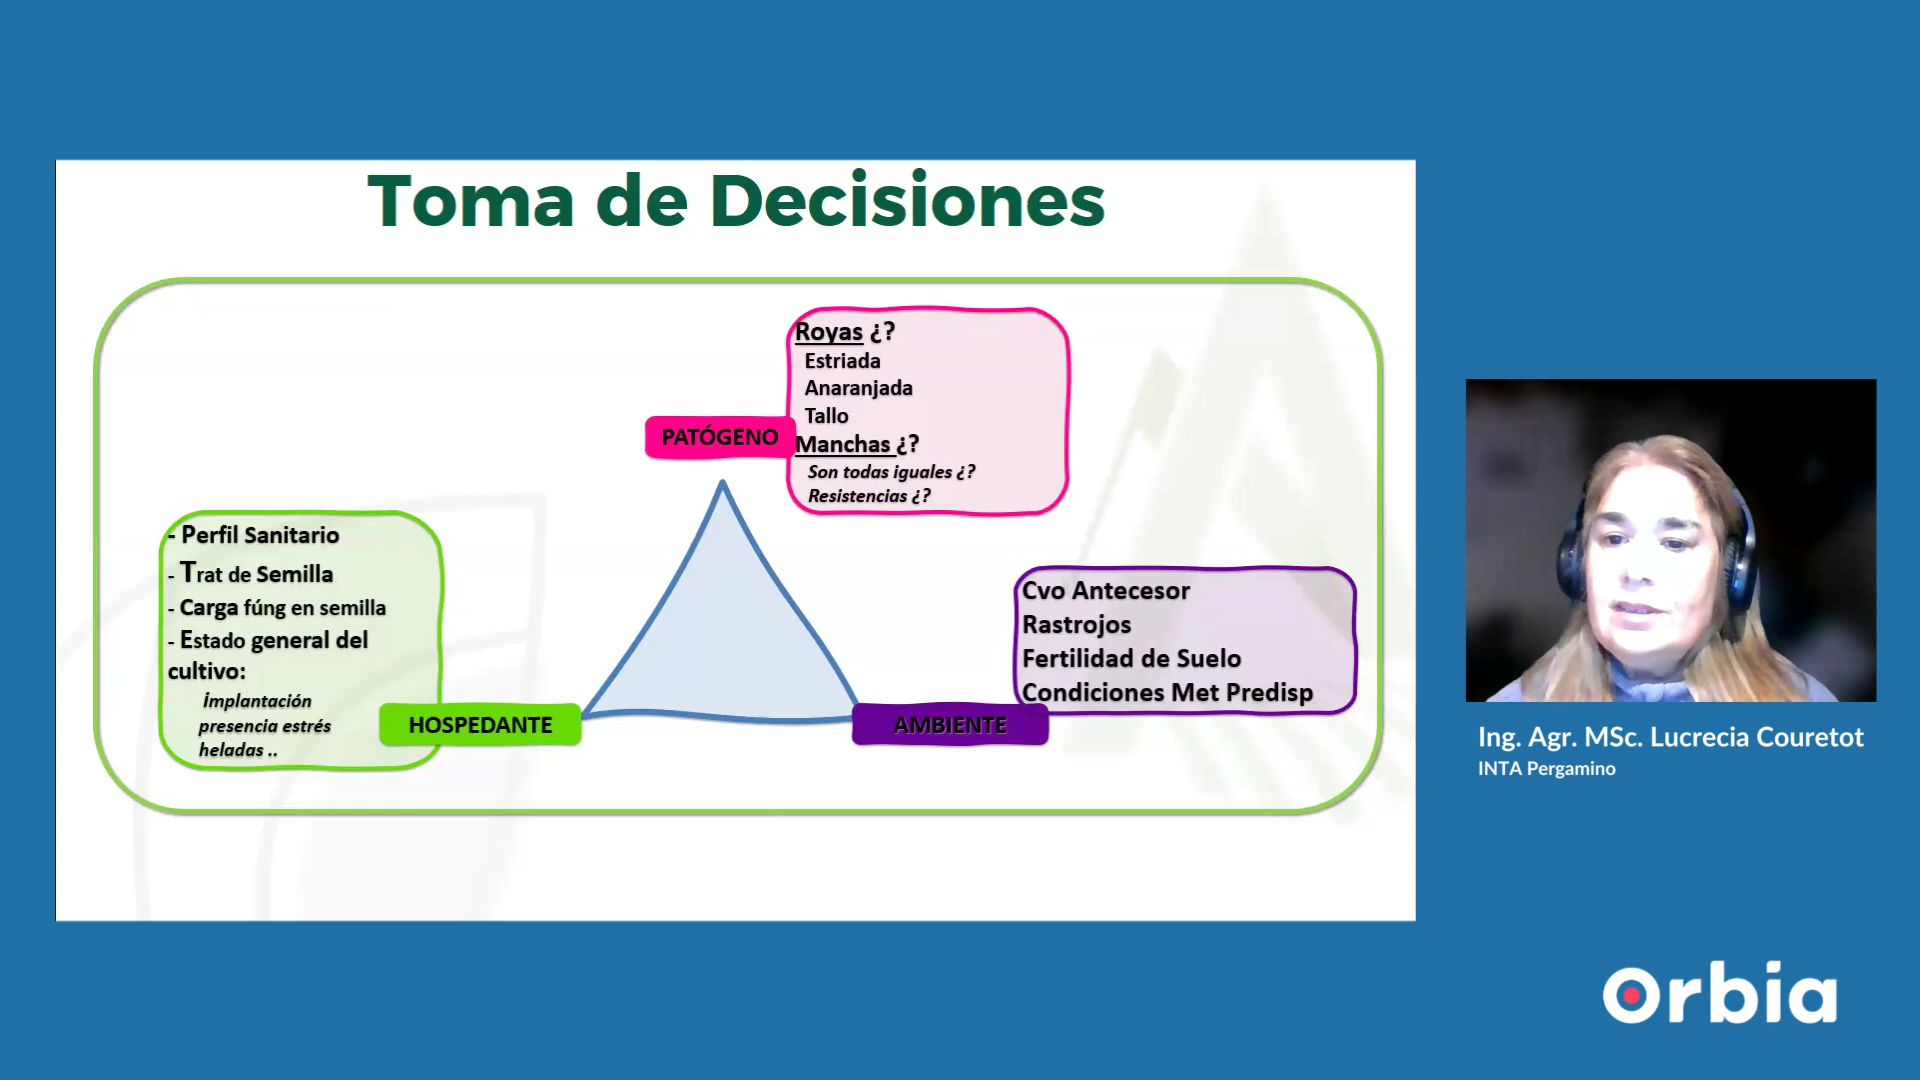 Toma de Decisiones
Royas ¿?
Estriada
Anaranjada
Tallo
PATÓGENO
Manchas ¿?
Son todas iguales ¿?
Resistencias ¿?
- Perfil Sanitario
- Trat de Semilla
- Carga fúng en semilla
- Estado general del
cultivo:
İmplantación
presencia estrés
heladas ..
HOSPEDANTE
Cvo Antecesor
Rastrojos
Fertilidad de Suelo
Condiciones Met Predisp
AMBIENTE
Ing. Agr. MSc. Lucrecia Couretot
INTA Pergamino
Orbia